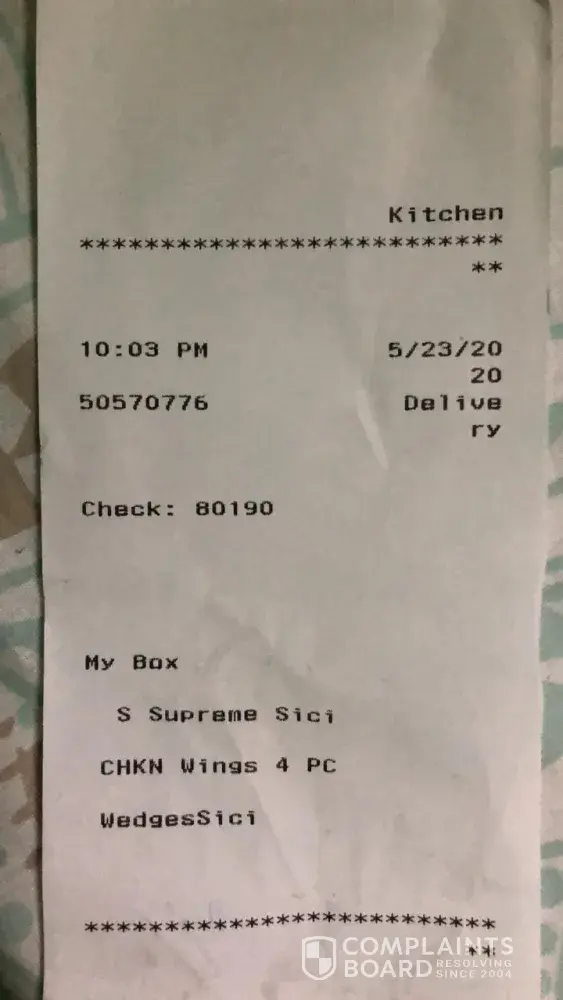 Kitchen
**************************
**
10:03 PM 5/23/20
20
50570776 Delive
ry
Check: 80190
My Box
S Supreme Sici
CHKN Wings 4 PC
WedgesSici
**************************
**
COMPLAINTS
BOARD RESOLVING
SINCE 2004